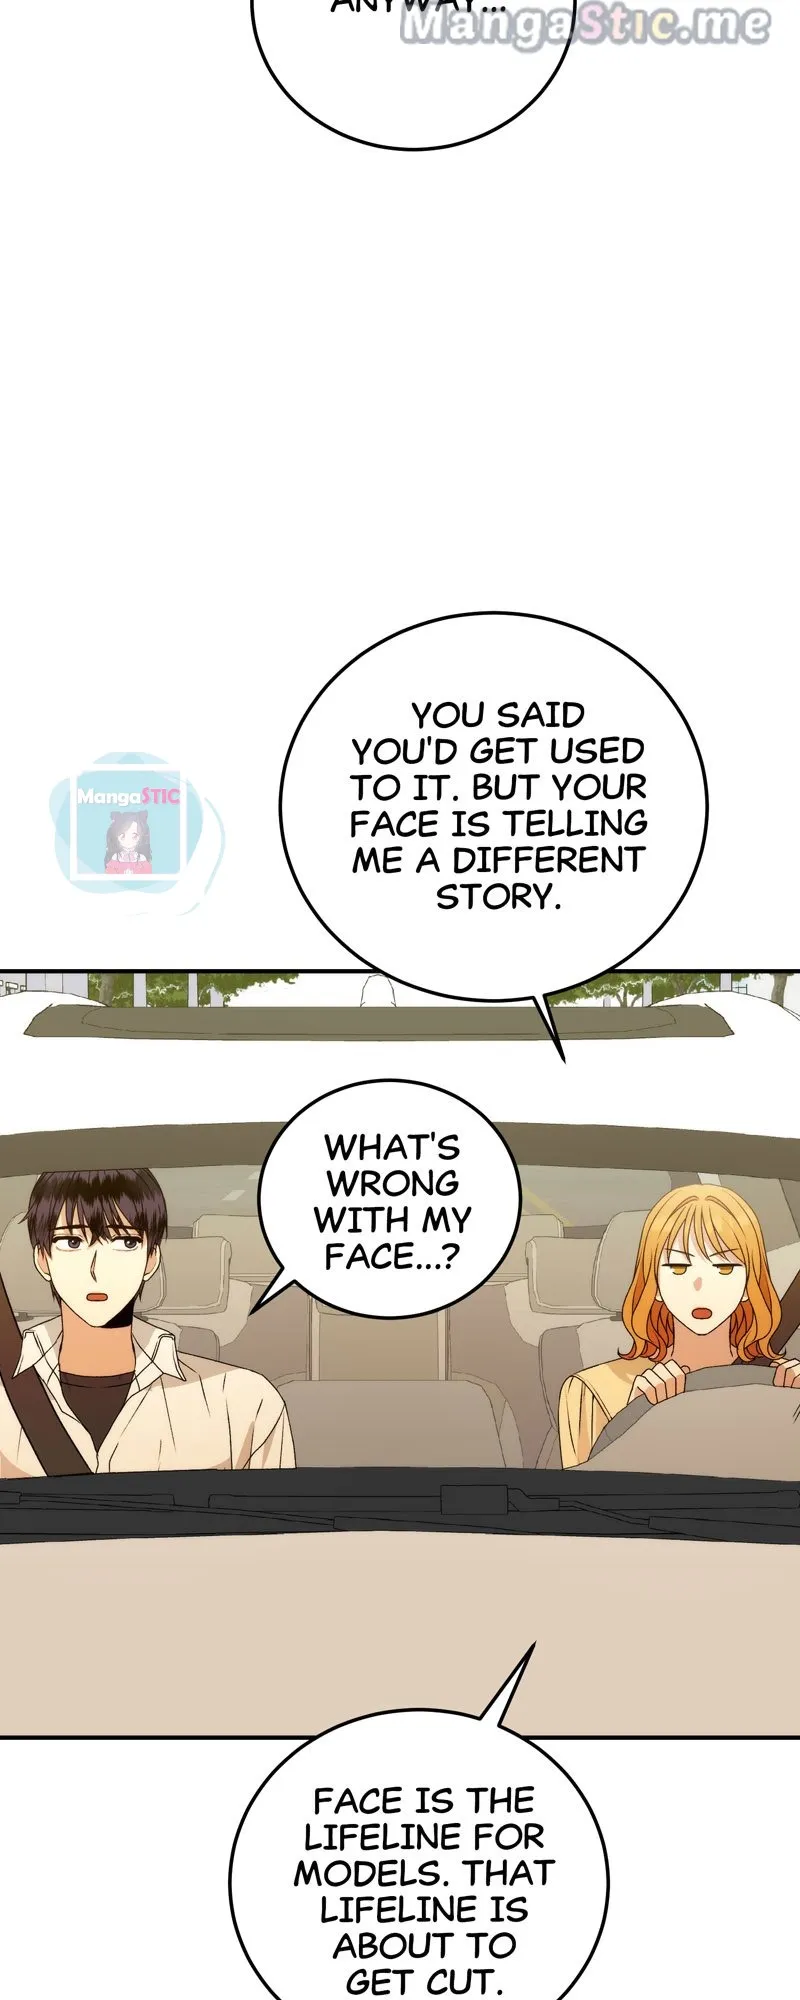 ANYWAY...
MangaStic.me
YOU SAID
YOU'D GET USED
TO IT. BUT YOUR
FACE IS TELLING
ME A DIFFERENT
STORY.
MangaSTIC
WHAT'S
WRONG
WITH MY
FACE...?
FACE IS THE
LIFELINE FOR
MODELS. THAT
LIFELINE IS
ABOUT TO
GET CUT.